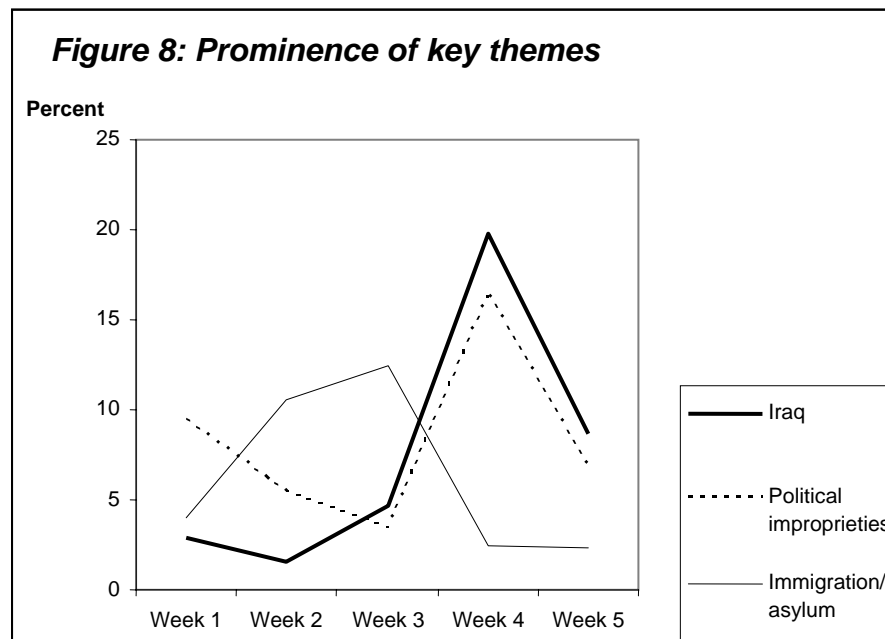 Figure 8: Prominence of key themes
Percent
25
20
15
10
5
0
Week 1 Week 2 Week 3 Week 4 Week 5
Iraq
Political
improprieties
Immigration/
asylum